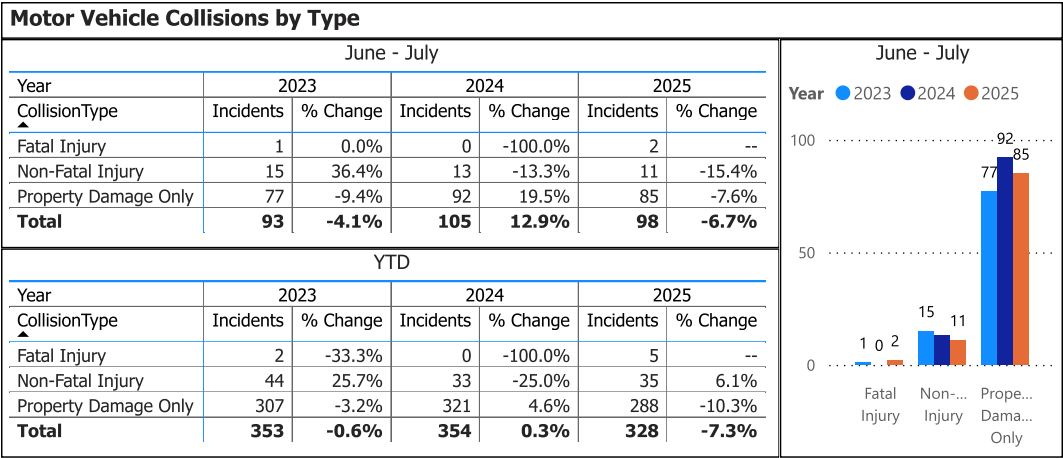 Motor Vehicle Collisions by Type
June - July
Year 2023 2024 2025
CollisionType Incidents % Change Incidents % Change Incidents % Change
Fatal Injury 1 0.0% 0 -100.0% 2 --
Non-Fatal Injury 15 36.4% 13 -13.3% 11 -15.4%
Property Damage Only 77 -9.4% 92 19.5% 85 -7.6%
Total 93 -4.1% 105 12.9% 98 -6.7%
YTD
Year 2023 2024 2025
CollisionType Incidents % Change Incidents % Change Incidents % Change
Fatal Injury 2 -33.3% 0 -100.0% 5 --
Non-Fatal Injury 44 25.7% 33 -25.0% 35 6.1%
Property Damage Only 307 -3.2% 321 4.6% 288 -10.3%
Total 353 -0.6% 354 0.3% 328 -7.3%
June - July
Year 2023 2024 2025
100
92
85
77
50
15
11
1 0 2
0
Fatal Non-... Prope...
Injury Injury Dama...
Only